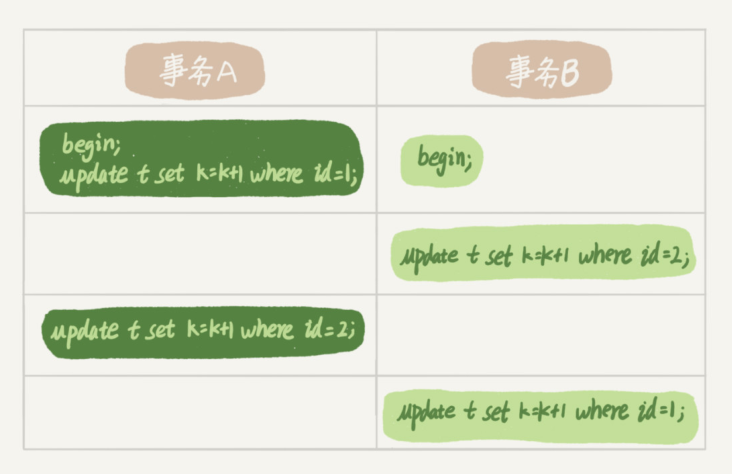 事务A
事务B
begin;
update t set k=k+1 where id=1;
begin;
update t set k=k+1 where id=2;
update t set k=k+1 where id=2;
update t set k=k+1 where id=1;